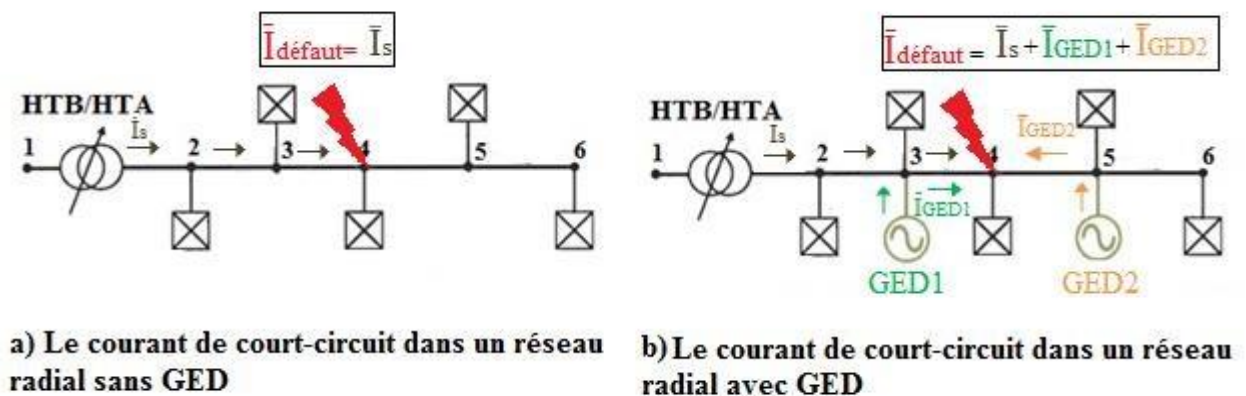 Īdéfaut= Īs
HTB/HTA
Īs
1
2
3
4
5
6
a) Le courant de court-circuit dans un réseau
radial sans GED
Īdéfaut = Īs + ĪGED1 + ĪGED2
HTB/HTA
Īs
ĪGED2
1
2
3
4
5
6
ĪGED1
GED1
GED2
b) Le courant de court-circuit dans un réseau
radial avec GED